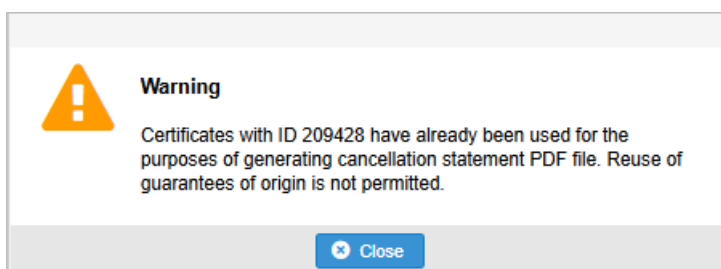 Warning
Certificates with ID 209428 have already been used for the
purposes of generating cancellation statement PDF file. Reuse of
guarantees of origin is not permitted.
Close